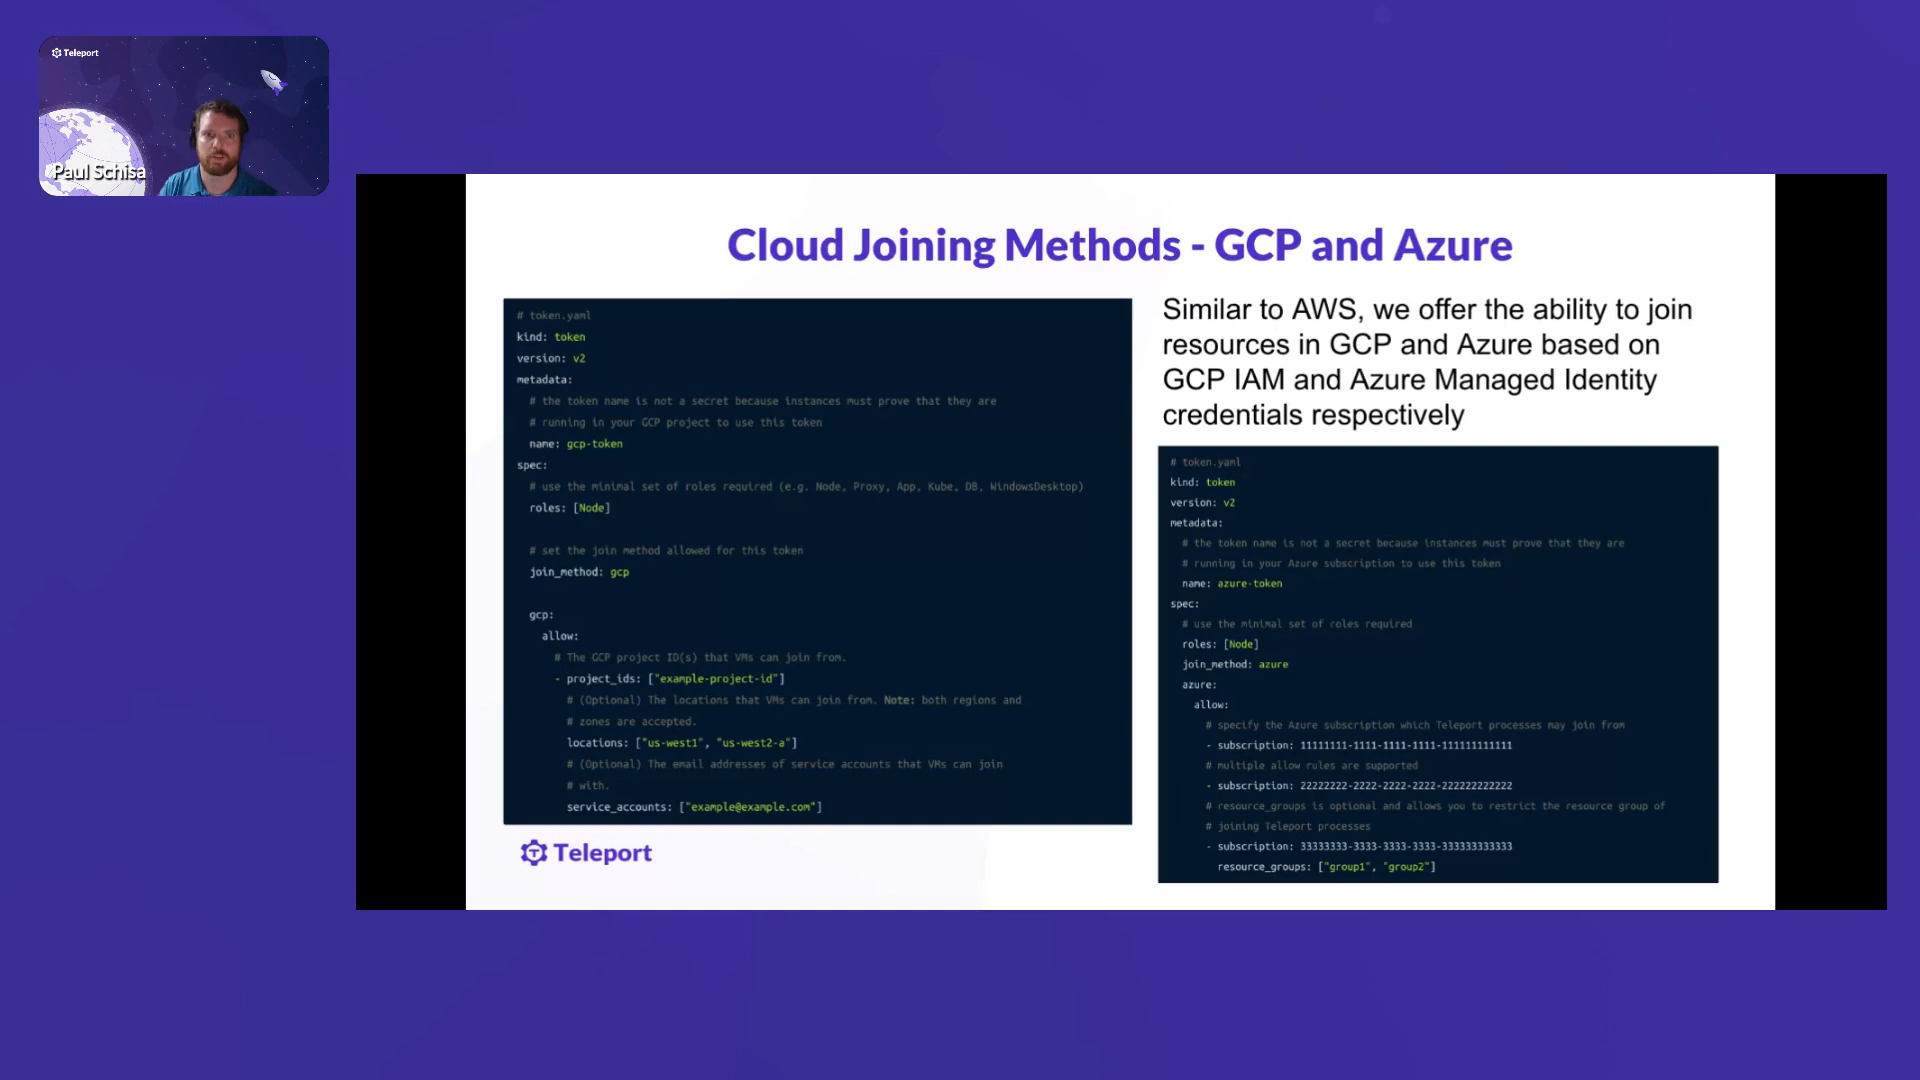 Teleport
Paul Schisa
Cloud Joining Methods - GCP and Azure
# token.yaml
kind: token
version: v2
metadata:
# the token name is not a secret because instances must prove that they are
# running in your GCP project to use this token
name: gcp-token
spec:
# use the minimal set of roles required (e.g. Node, Proxy, App, Kube, DB, WindowsDesktop)
roles: [Node]
# set the join method allowed for this token
join_method: gcp
gcp:
allow:
# The GCP project ID(s) that VMs can join from.
- project_ids: ["example-project-id"]
# (Optional) The locations that VMs can join from. Note: both regions and
# zones are accepted.
locations: ["us-west1", "us-west2-a"]
# (Optional) The email addresses of service accounts that VMs can join
# with.
service_accounts: ["example@example.com"]
Teleport
Similar to AWS, we offer the ability to join
resources in GCP and Azure based on
GCP IAM and Azure Managed Identity
credentials respectively
# token.yaml
kind: token
version: v2
metadata:
# the token name is not a secret because instances must prove that they are
# running in your Azure subscription to use this token
name: azure-token
spec:
# use the minimal set of roles required
roles: [Node]
join_method: azure
azure:
allow:
# specify the Azure subscription which Teleport processes may join from
- subscription: 11111111-1111-1111-1111-111111111111
# multiple allow rules are supported
- subscription: 22222222-2222-2222-2222-222222222222
# resource_groups is optional and allows you to restrict the resource group of
# joining Teleport processes
- subscription: 33333333-3333-3333-3333-333333333333
resource_groups: ["group1", "group2"]